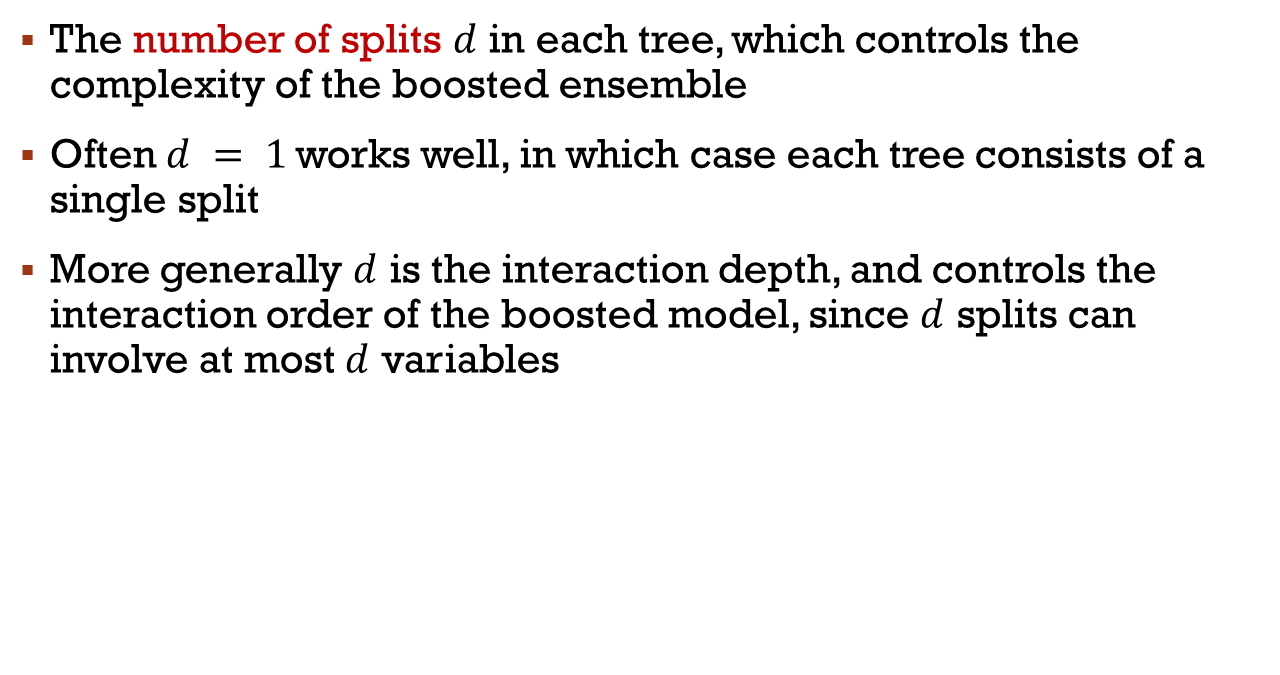 ▪ The number of splits 𝑑 in each tree, which controls the
complexity of the boosted ensemble
▪ Often 𝑑 = 1 works well, in which case each tree consists of a
single split
▪ More generally 𝑑 is the interaction depth, and controls the
interaction order of the boosted model, since 𝑑 splits can
involve at most 𝑑 variables